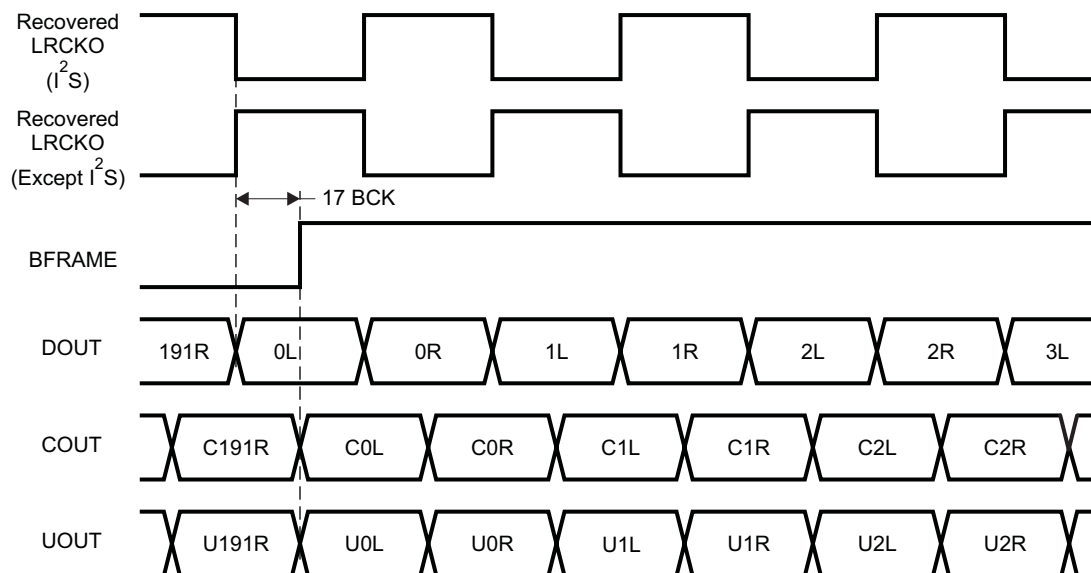 Recovered
LRCKO
(I²S)
Recovered
LRCKO
(Except I²S)
17 BCK
BFRAME
DOUT 191R 0L 0R 1L 1R 2L 2R 3L
COUT C191R C0L C0R C1L C1R C2L C2R
UOUT U191R U0L U0R U1L U1R U2L U2R